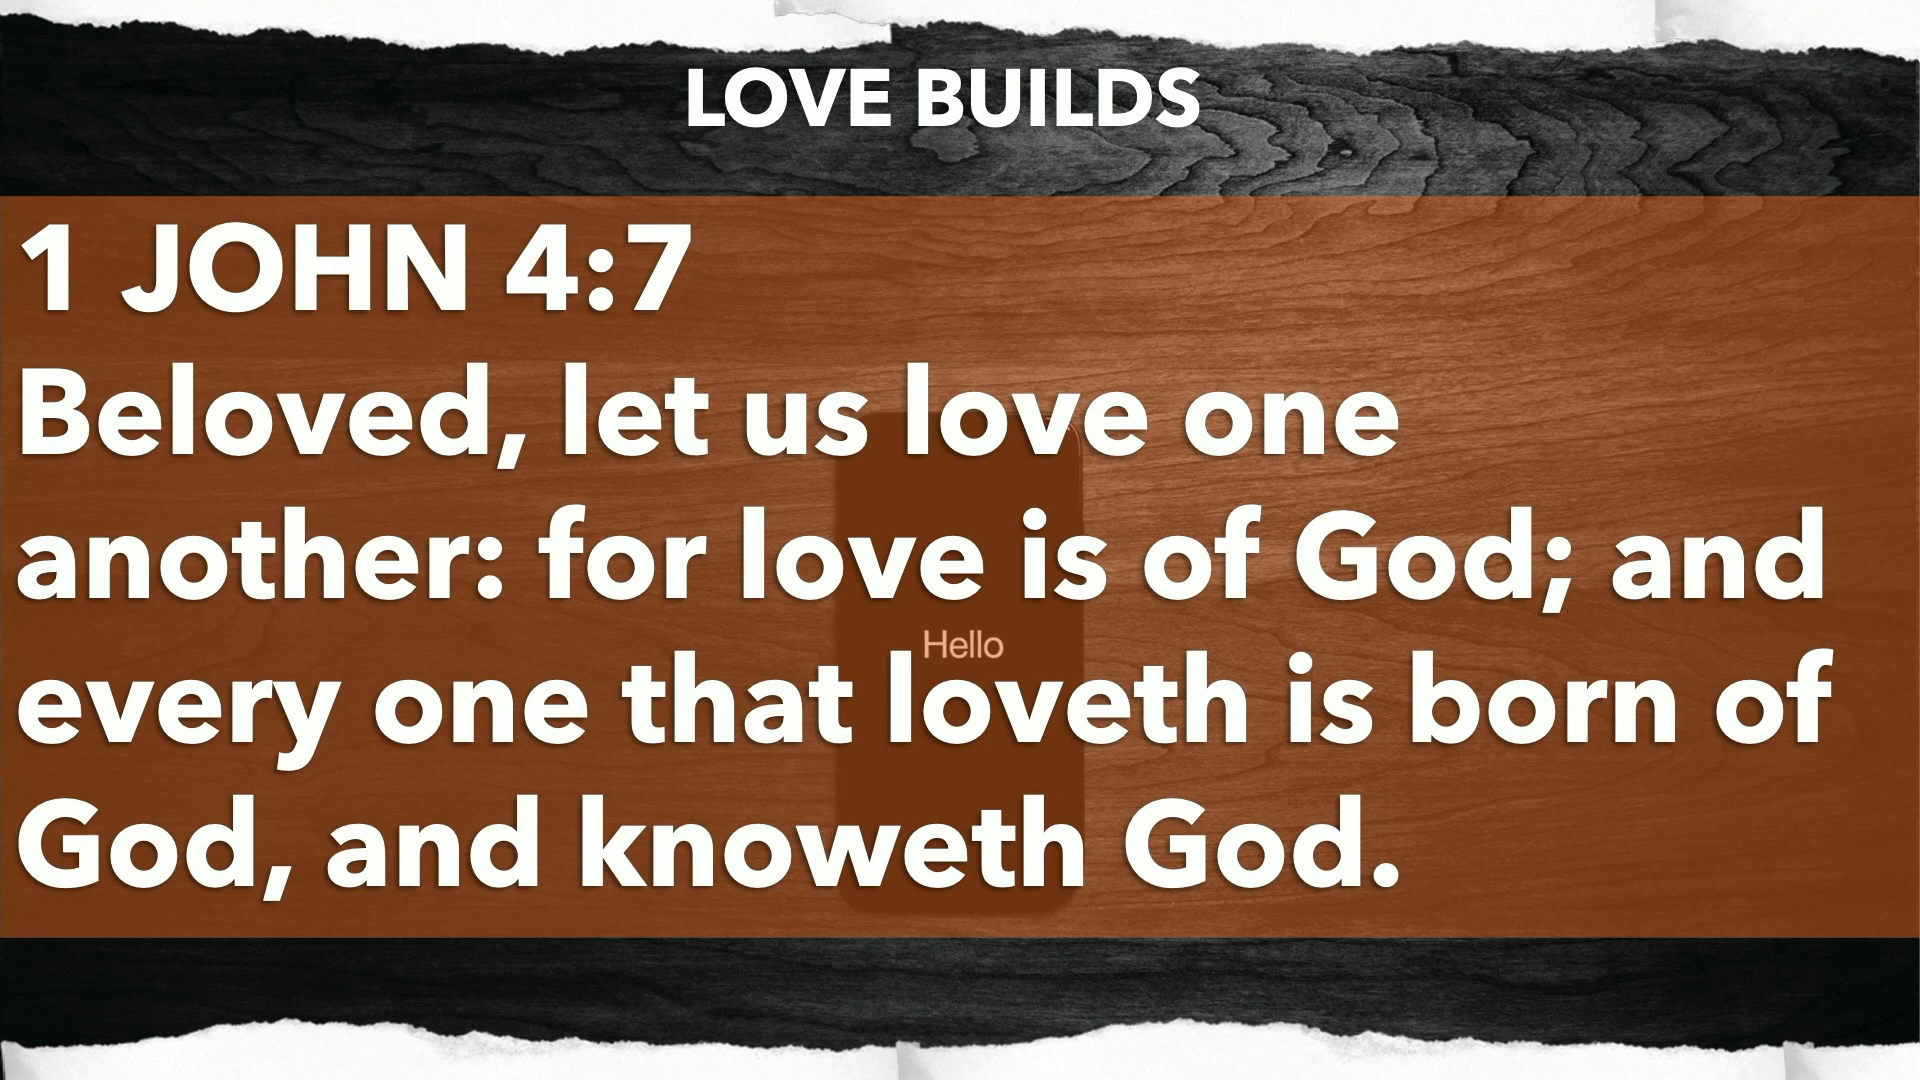 LOVE BUILDS
1 JOHN 4:7
Beloved, let us love one
another: for love is of God; and
Hello
every one that loveth is born of
God, and knoweth God.